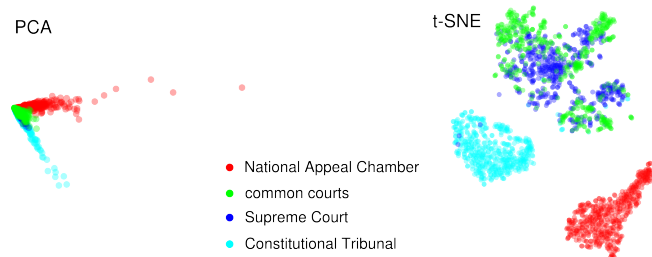 PCA
t-SNE
National Appeal Chamber
common courts
Supreme Court
Constitutional Tribunal